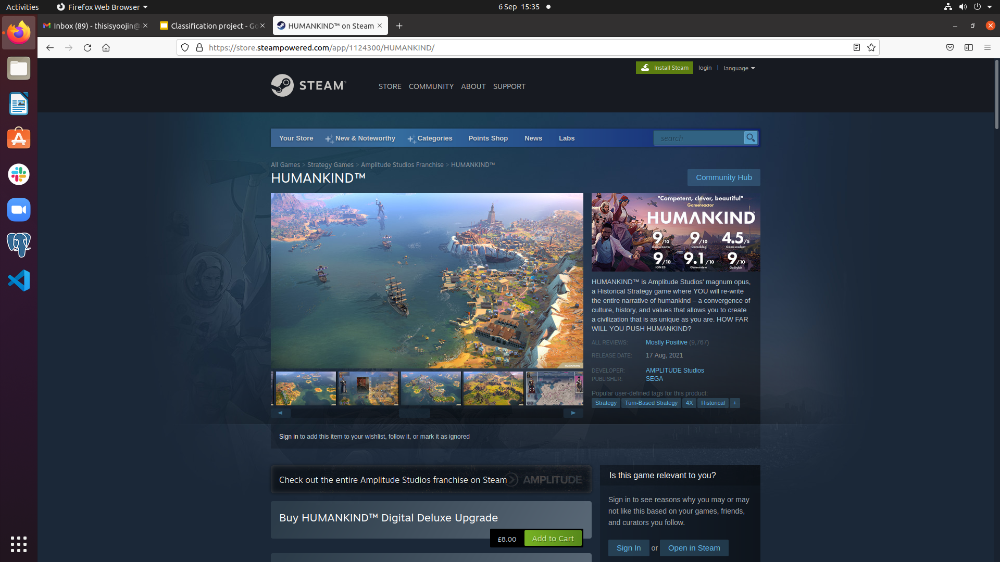 Activities
Firefox Web Browser
6 Sep 15:35
Inbox (89) - thisisyoojin@
Classification project - Go
HUMANKIND™ on Steam
https://store.steampowered.com/app/1124300/HUMANKIND/
Install Steam
login
|
language
STEAM®
STORE
COMMUNITY
ABOUT
SUPPORT
Your Store
New & Noteworthy
Categories
Points Shop
News
Labs
search
All Games > Strategy Games > Amplitude Studios Franchise > HUMANKIND™
HUMANKIND™
Community Hub
"Competent, clever, beautiful"
Gamereactor
HUMANKIND
9/10
Gamereactor
9/10
Gameblog
4.5/5
Gamesradar+
9/10
IGN ES
9.1/10
Gamerview
9/10
Guiltybit
HUMANKIND
HUMANKIND™ is Amplitude Studios' magnum opus,
a Historical Strategy game where YOU will re-write
the entire narrative of humankind – a convergence of
culture, history, and values that allows you to create
a civilization that is as unique as you are. HOW FAR
WILL YOU PUSH HUMANKIND?
ALL REVIEWS: Mostly Positive (9,767)
RELEASE DATE: 17 Aug, 2021
DEVELOPER: AMPLITUDE Studios
PUBLISHER: SEGA
Popular user-defined tags for this product:
Strategy
Turn-Based Strategy
4X
Historical
+
Sign in to add this item to your wishlist, follow it, or mark it as ignored
Check out the entire Amplitude Studios franchise on Steam
AMPLITUDE
Is this game relevant to you?
Sign in to see reasons why you may or may
not like this based on your games, friends,
and curators you follow.
Sign In or Open in Steam
Buy HUMANKIND™ Digital Deluxe Upgrade
£8.00
Add to Cart